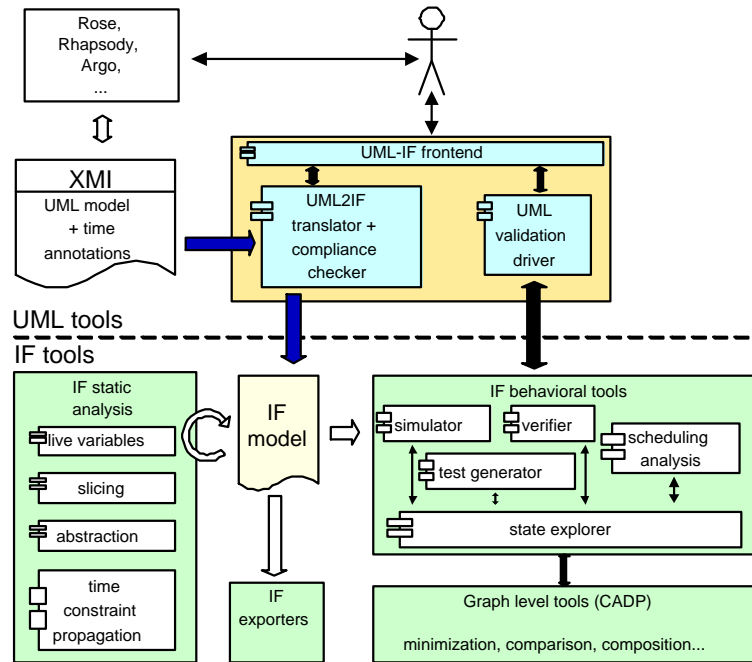 Rose,
Rhapsody,
Argo,
...
UML-IF frontend
XMI
UML model
+ time
annotations
UML2IF
translator +
compliance
checker
UML
validation
driver
UML tools
IF tools
IF static
analysis
live variables
slicing
abstraction
time
constraint
propagation
IF
model
IF
exporters
IF behavioral tools
simulator
verifier
scheduling
analysis
test generator
state explorer
Graph level tools (CADP)
minimization, comparison, composition...